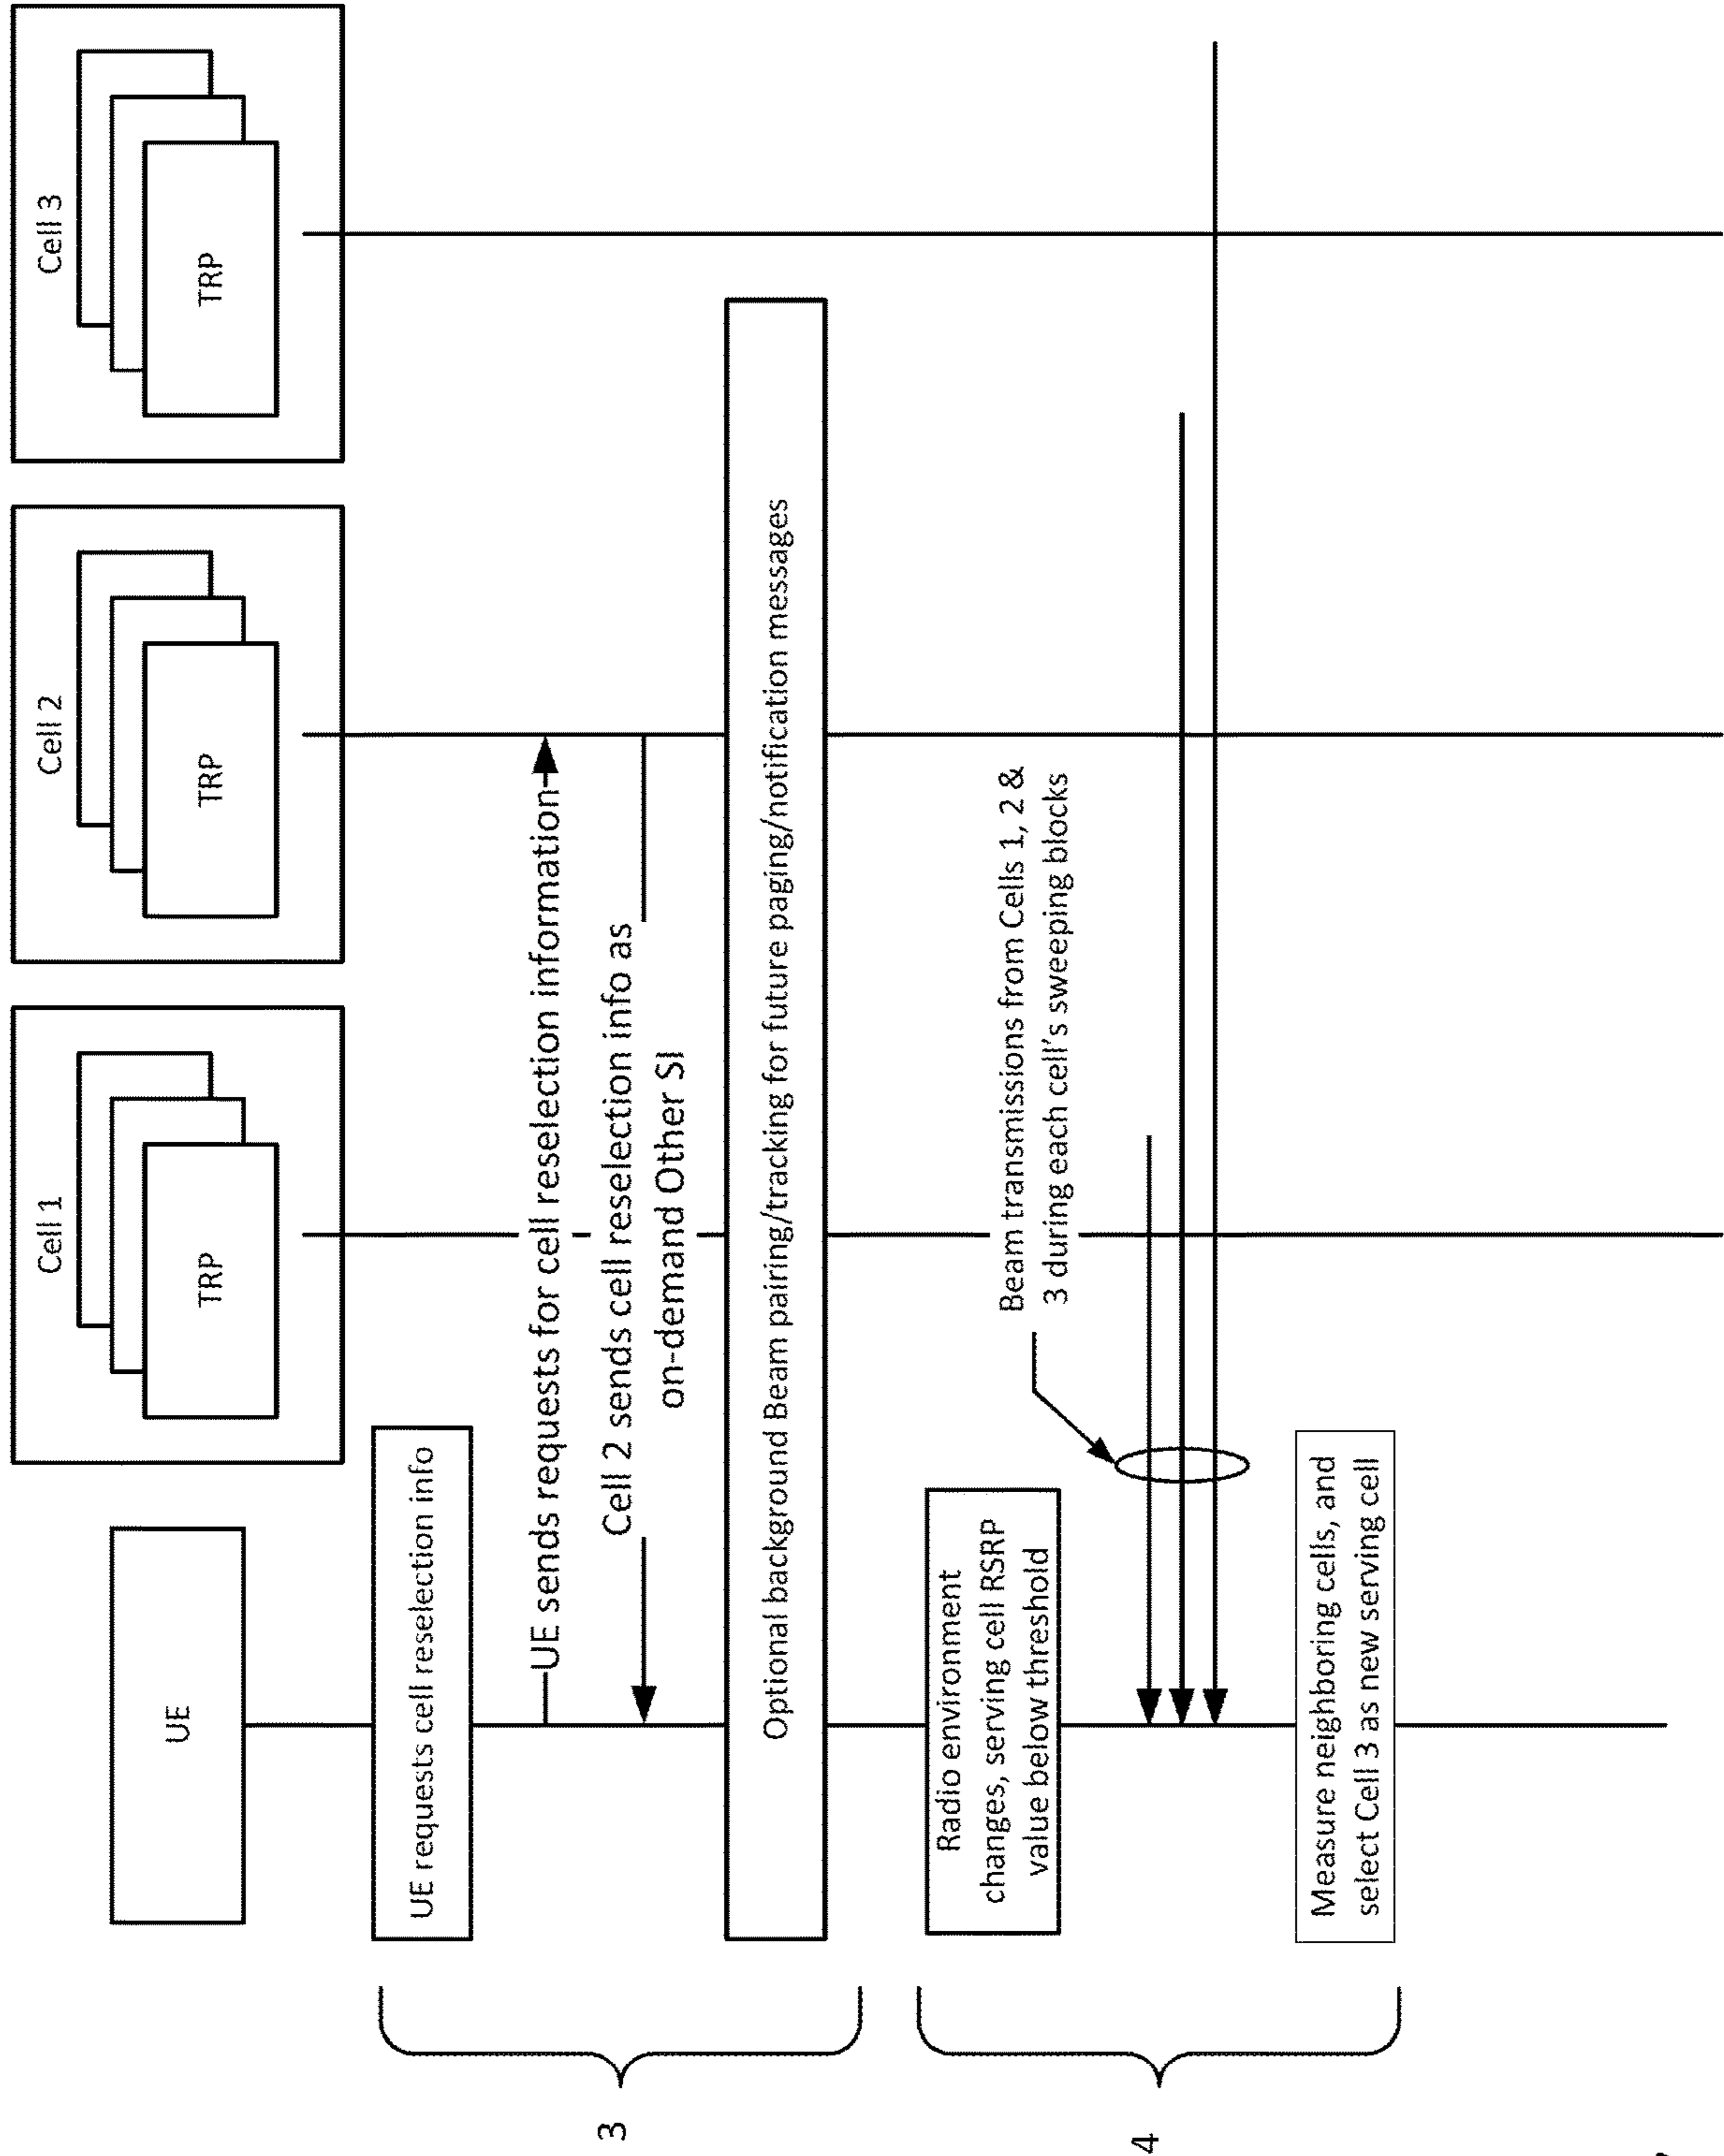 UE
Cell 1
TRP
Cell 2
TRP
Cell 3
TRP
3
UE requests cell reselection info
UE sends requests for cell reselection information
Cell 2 sends cell reselection info as
on-demand Other SI
Optional background Beam pairing/tracking for future paging/notification messages
4
Radio environment
changes, serving cell RSRP
value below threshold
Beam transmissions from Cells 1, 2 &
3 during each cell's sweeping blocks
Measure neighboring cells, and
select Cell 3 as new serving cell